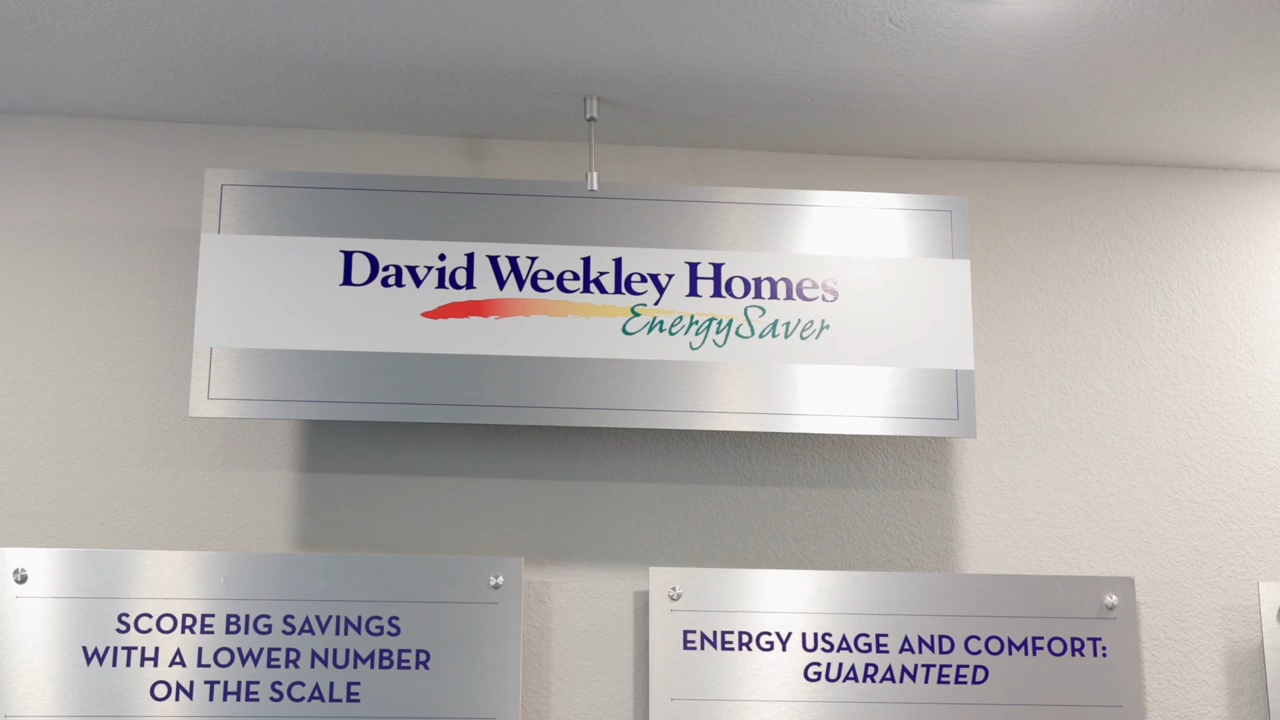 David Weekley Homes
EnergySaver
SCORE BIG SAVINGS
WITH A LOWER NUMBER
ON THE SCALE
ENERGY USAGE AND COMFORT:
GUARANTEED